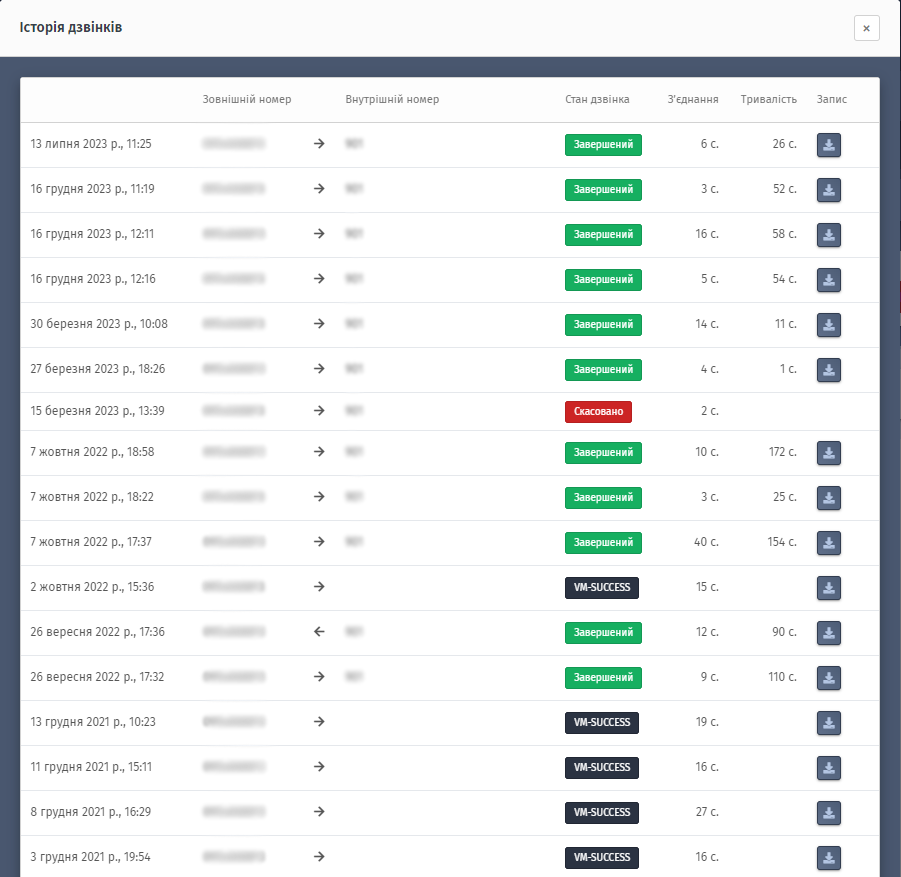 Історія дзвінків
×
Зовнішній номер Внутрішній номер Стан дзвінка З'єднання Тривалість Запис
13 липня 2023 р., 11:25 → Завершений 6 с. 26 с.
16 грудня 2023 р., 11:19 → Завершений 3 с. 52 с.
16 грудня 2023 р., 12:11 → Завершений 16 с. 58 с.
16 грудня 2023 р., 12:16 → Завершений 5 с. 54 с.
30 березня 2023 р., 10:08 → Завершений 14 с. 11 с.
27 березня 2023 р., 18:26 → Завершений 4 с. 1 с.
15 березня 2023 р., 13:39 → Скасовано 2 с.
7 жовтня 2022 р., 18:58 → Завершений 10 с. 172 с.
7 жовтня 2022 р., 18:22 → Завершений 3 с. 25 с.
7 жовтня 2022 р., 17:37 → Завершений 40 с. 154 с.
2 жовтня 2022 р., 15:36 → VM-SUCCESS 15 с.
26 вересня 2022 р., 17:36 ← Завершений 12 с. 90 с.
26 вересня 2022 р., 17:32 → Завершений 9 с. 110 с.
13 грудня 2021 р., 10:23 → VM-SUCCESS 19 с.
11 грудня 2021 р., 15:11 → VM-SUCCESS 16 с.
8 грудня 2021 р., 16:29 → VM-SUCCESS 27 с.
3 грудня 2021 р., 19:54 → VM-SUCCESS 16 с.